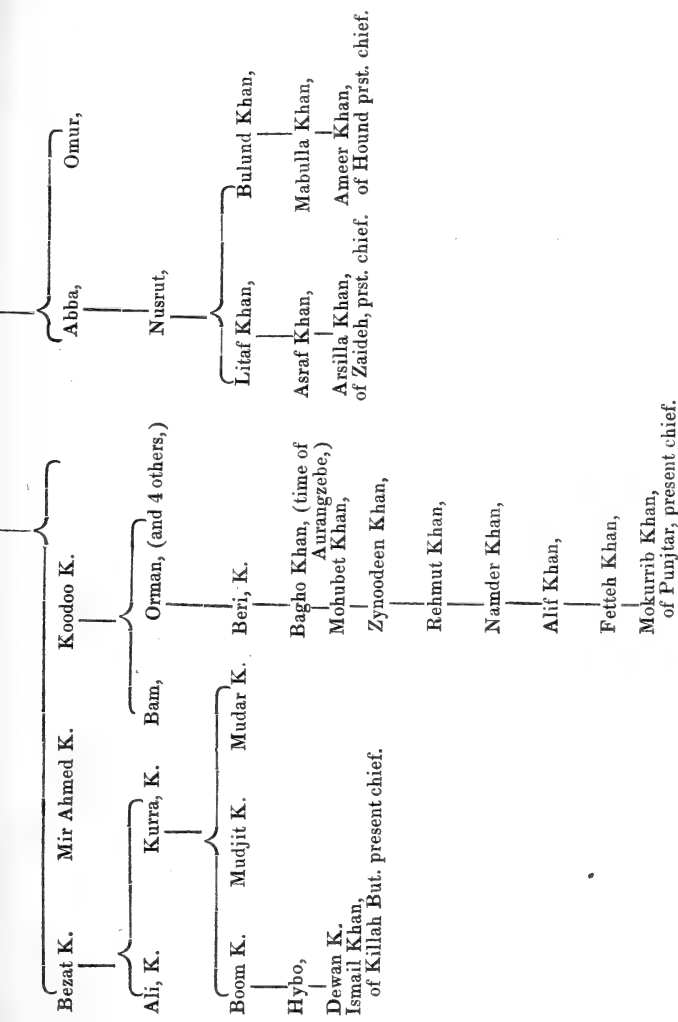 Bezat K. Mir Ahmed K. Koodoo K. Abba, Omur,
Ali, K. Kurra, K. Bam, Orman, (and 4 others,) Nusrut,
Boom K. Mudjit K. Mudar K. Beri, K. Litaf Khan, Bulund Khan,
Hybo, Bagho Khan, (time of Asraf Khan, Mabulla Khan,
Aurangzebe,)
Dewan K. Mohubet Khan, Arsilla Khan, Ameer Khan,
Ismail Khan, of Zaideh, prst. chief. of Hound prst. chief.
of Killah But. present chief. Zynoodeen Khan,
Rehmut Khan,
Namder Khan,
Alif Khan,
Fetteh Khan,
Mokurrib Khan,
of Punjtar, present chief.